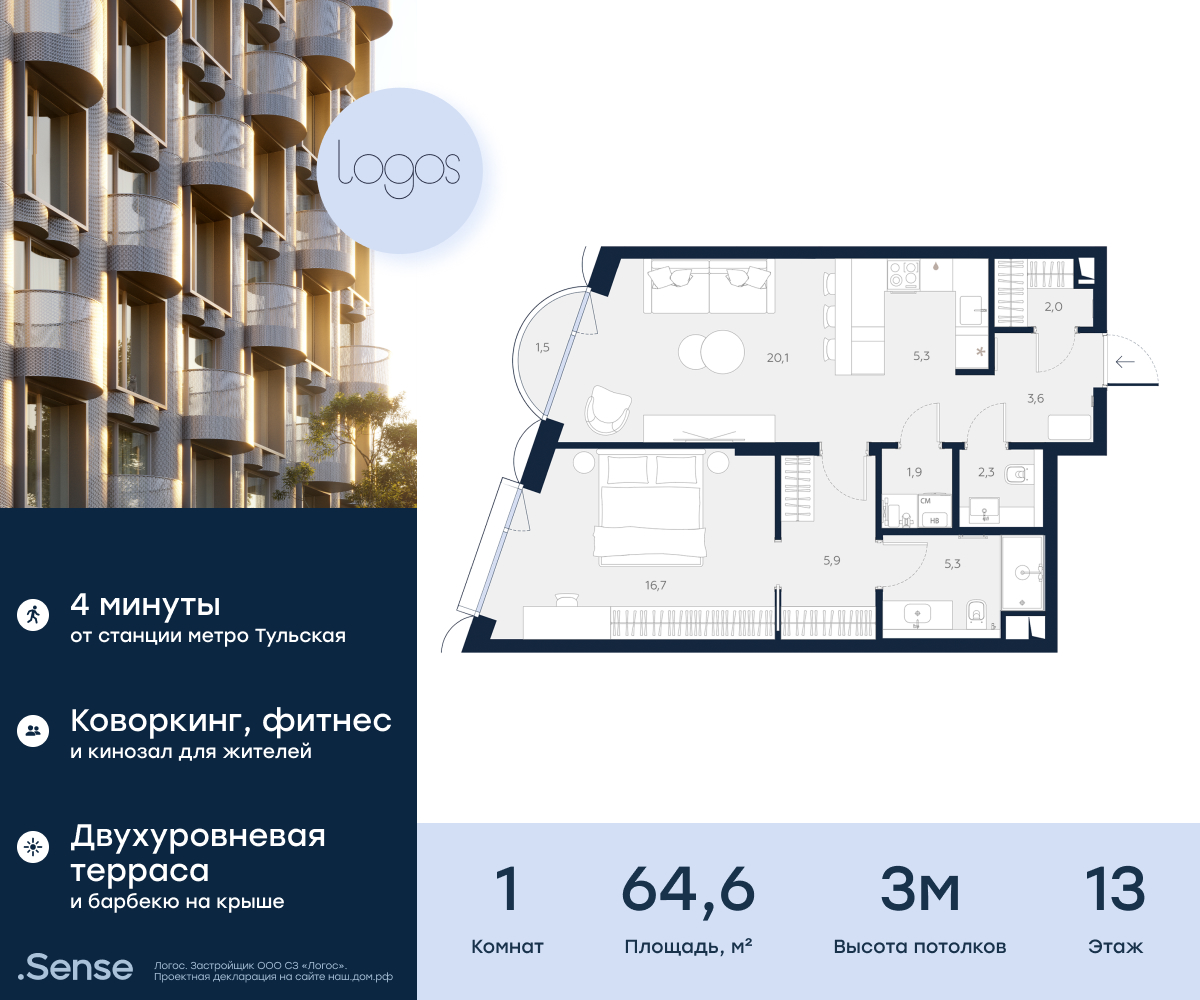 logos
1,5
20,1
5,3
2,0
3,6
1,9
2,3
СМ
НВ
5,9
5,3
16,7
4 минуты
от станции метро Тульская
Коворкинг, фитнес
и кинозал для жителей
Двухуровневая
терраса
и барбекю на крыше
.Sense
Логос. Застройщик ООО СЗ «Логос».
Проектная декларация на сайте наш.дом.рф
1
Комнат
64,6
Площадь, м²
3м
Высота потолков
13
Этаж